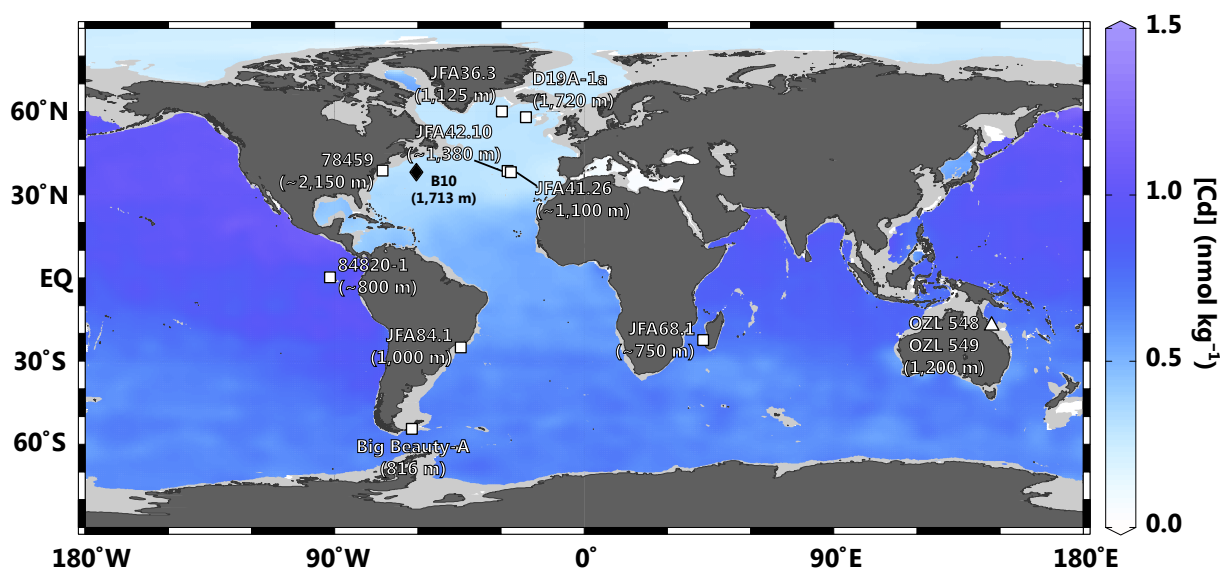 JFA36.3
(1,125 m)
D19A-1a
(1,720 m)
JFA42.10
(~1,380 m)
78459
(~2,150 m)
B10
(1,713 m)
JFA41.26
(~1,100 m)
84820-1
(~800 m)
JFA84.1
(1,000 m)
JFA68.1
(~750 m)
OZL 548
OZL 549
(1,200 m)
Big Beauty-A
(816 m)
60˚N
30˚N
EQ
30˚S
60˚S
180˚W
90˚W
0˚
90˚E
180˚E
1.5
1.0
0.5
0.0
[Cd] (nmol kg⁻¹)